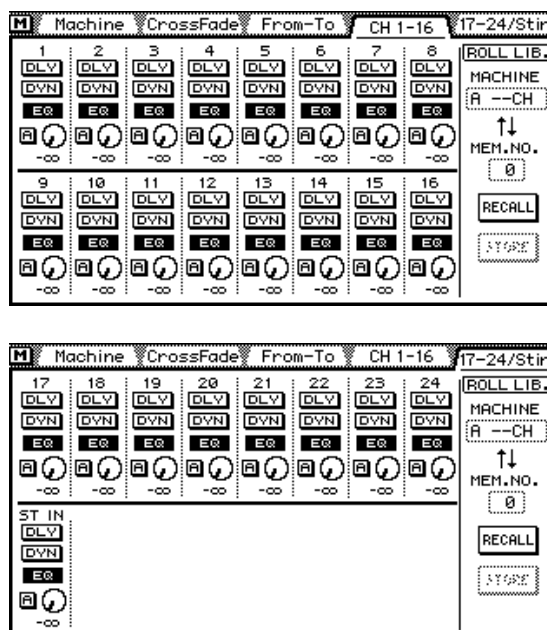 M Machine CrossFade From-To CH 1-16 17-24/Stin
1 2 3 4 5 6 7 8 ROLL LIB.
DLY DLY DLY DLY DLY DLY DLY DLY MACHINE
DYN DYN DYN DYN DYN DYN DYN DYN A --CH
EQ EQ EQ EQ EQ EQ EQ EQ
A A A A A A A A ↑↓
-∞ -∞ -∞ -∞ -∞ -∞ -∞ -∞ MEM.NO.
9 10 11 12 13 14 15 16 0
DLY DLY DLY DLY DLY DLY DLY DLY
DYN DYN DYN DYN DYN DYN DYN DYN RECALL
EQ EQ EQ EQ EQ EQ EQ EQ STORE
A A A A A A A A
-∞ -∞ -∞ -∞ -∞ -∞ -∞ -∞
M Machine CrossFade From-To CH 1-16 17-24/Stin
17 18 19 20 21 22 23 24 ROLL LIB.
DLY DLY DLY DLY DLY DLY DLY DLY MACHINE
DYN DYN DYN DYN DYN DYN DYN DYN A --CH
EQ EQ EQ EQ EQ EQ EQ EQ
A A A A A A A A ↑↓
-∞ -∞ -∞ -∞ -∞ -∞ -∞ -∞ MEM.NO.
ST IN 0
DLY
DYN RECALL
EQ STORE
A
-∞